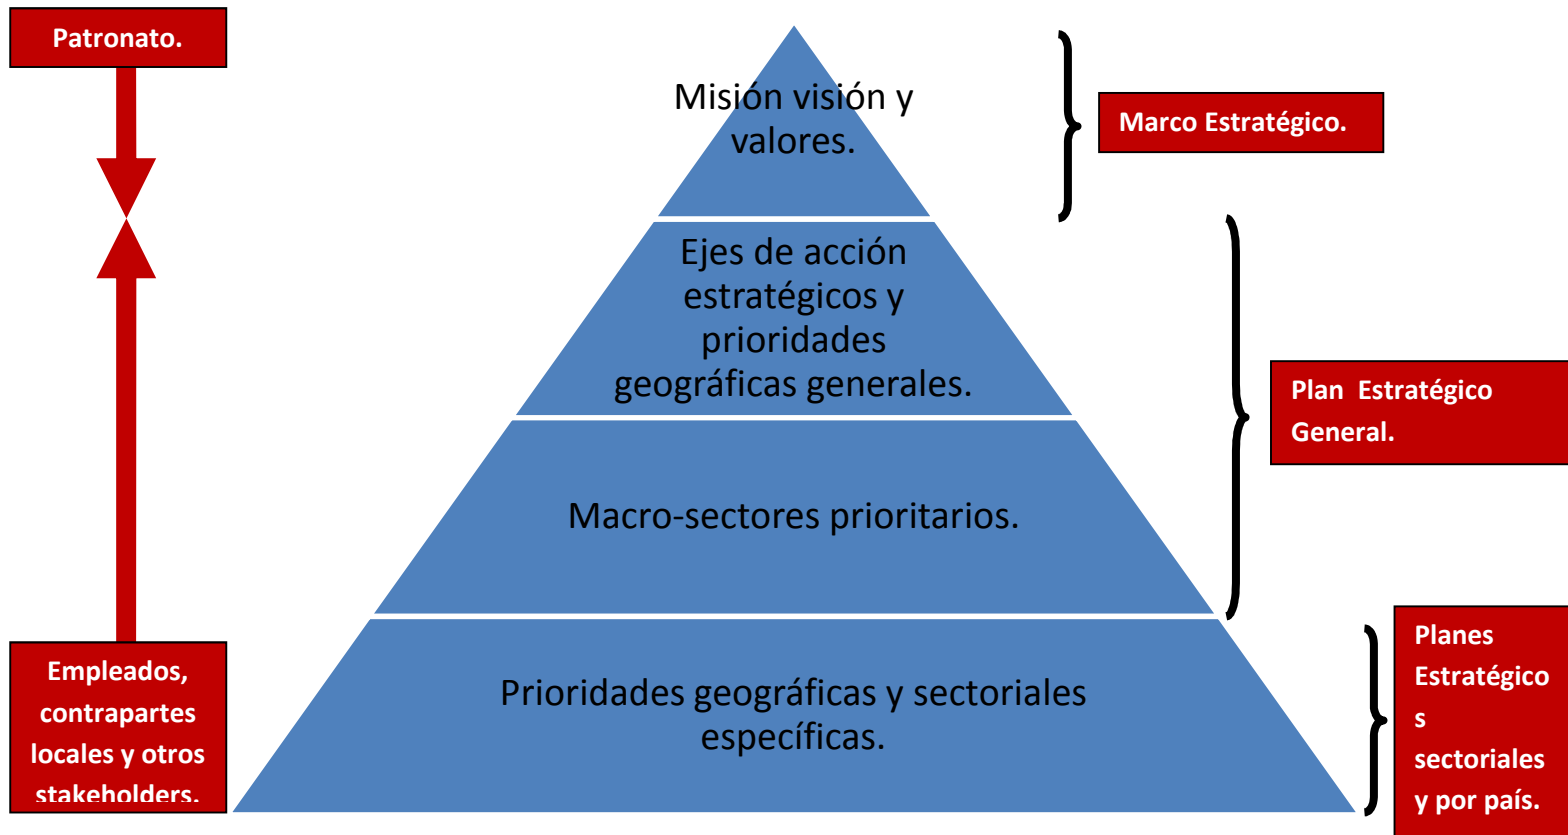 Patronato.
Misión visión y
valores.
Marco Estratégico.
Ejes de acción
estratégicos y
prioridades
geográficas generales.
Plan  Estratégico
General.
Macro-sectores prioritarios.
Empleados,
contrapartes
locales y otros
stakeholders.
Prioridades geográficas y sectoriales
específicas.
Planes
Estratégico
s
sectoriales
y por país.